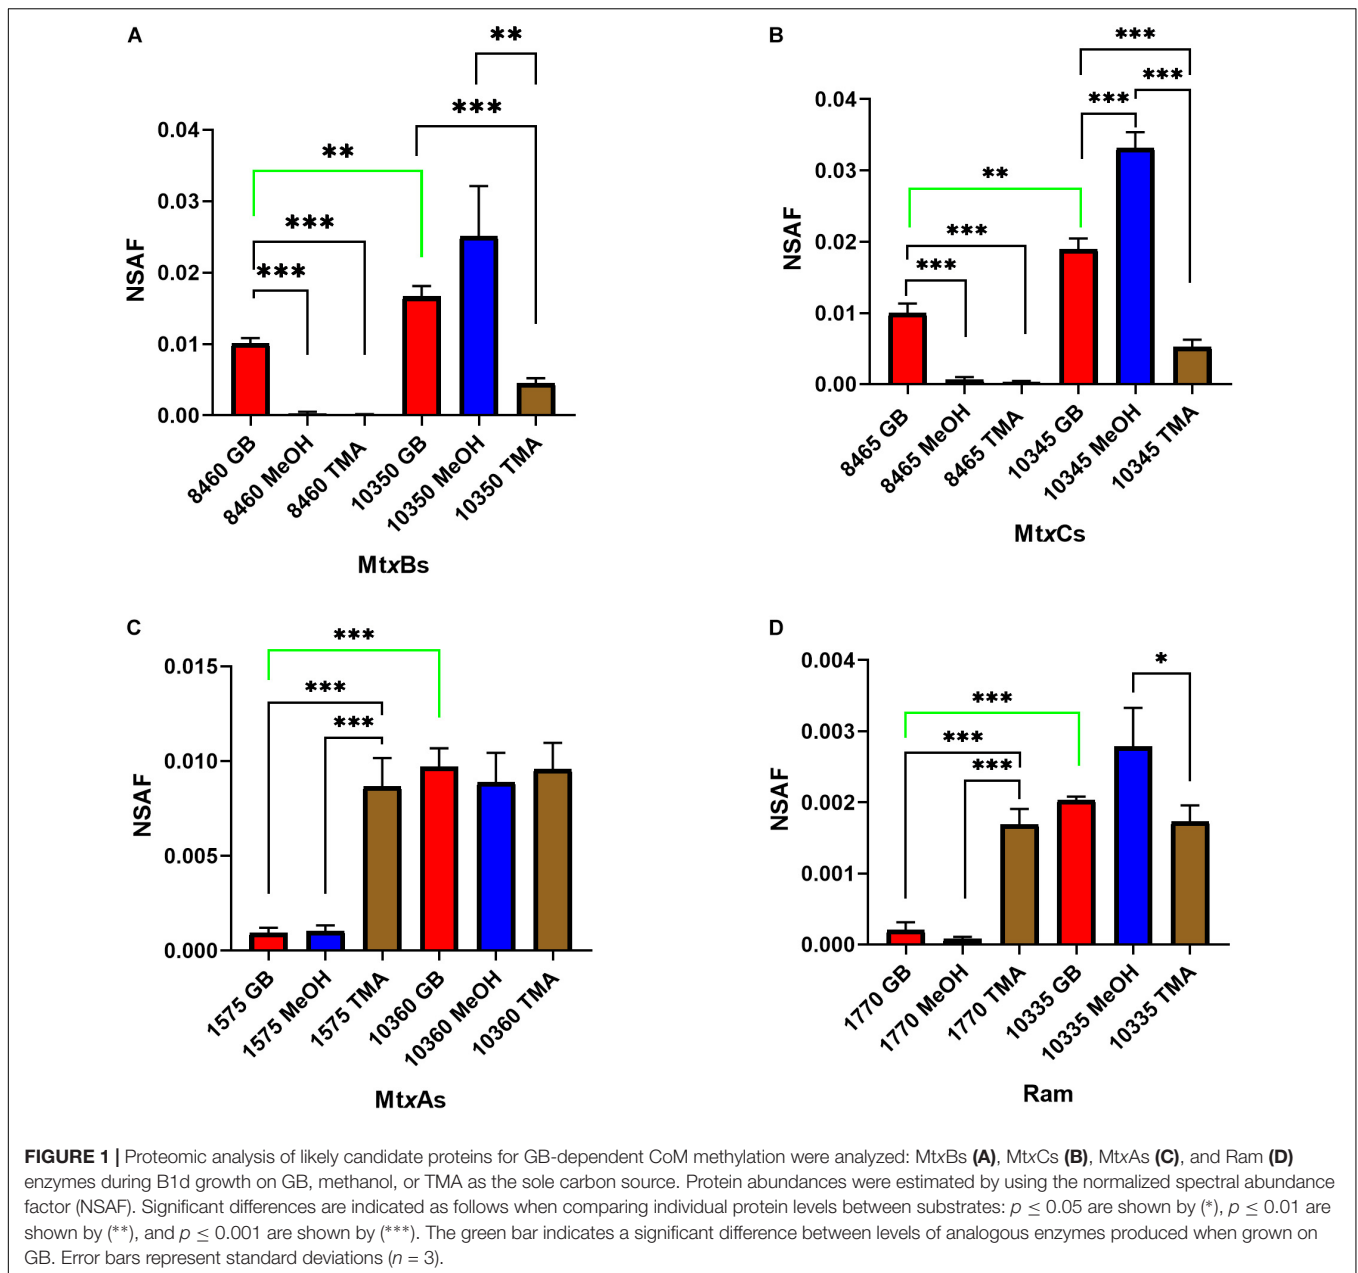 A
**
***
**
***
***
0.04
0.03
0.02
0.01
0.00
NSAF
8460 GB
8460 MeOH
8460 TMA
10350 GB
10350 MeOH
10350 TMA
MtxBs
B
***
***
***
**
***
***
0.04
0.03
0.02
0.01
0.00
NSAF
8465 GB
8465 MeOH
8465 TMA
10345 GB
10345 MeOH
10345 TMA
MtxCs
C
***
***
***
0.015
0.010
0.005
0.000
NSAF
1575 GB
1575 MeOH
1575 TMA
10360 GB
10360 MeOH
10360 TMA
MtxAs
D
*
***
***
***
0.004
0.003
0.002
0.001
0.000
NSAF
1770 GB
1770 MeOH
1770 TMA
10335 GB
10335 MeOH
10335 TMA
Ram
FIGURE 1 | Proteomic analysis of likely candidate proteins for GB-dependent CoM methylation were analyzed: MtxBs (A), MtxCs (B), MtxAs (C), and Ram (D)
enzymes during B1d growth on GB, methanol, or TMA as the sole carbon source. Protein abundances were estimated by using the normalized spectral abundance
factor (NSAF). Significant differences are indicated as follows when comparing individual protein levels between substrates: p ≤ 0.05 are shown by (*), p ≤ 0.01 are
shown by (**), and p ≤ 0.001 are shown by (***). The green bar indicates a significant difference between levels of analogous enzymes produced when grown on
GB. Error bars represent standard deviations (n = 3).